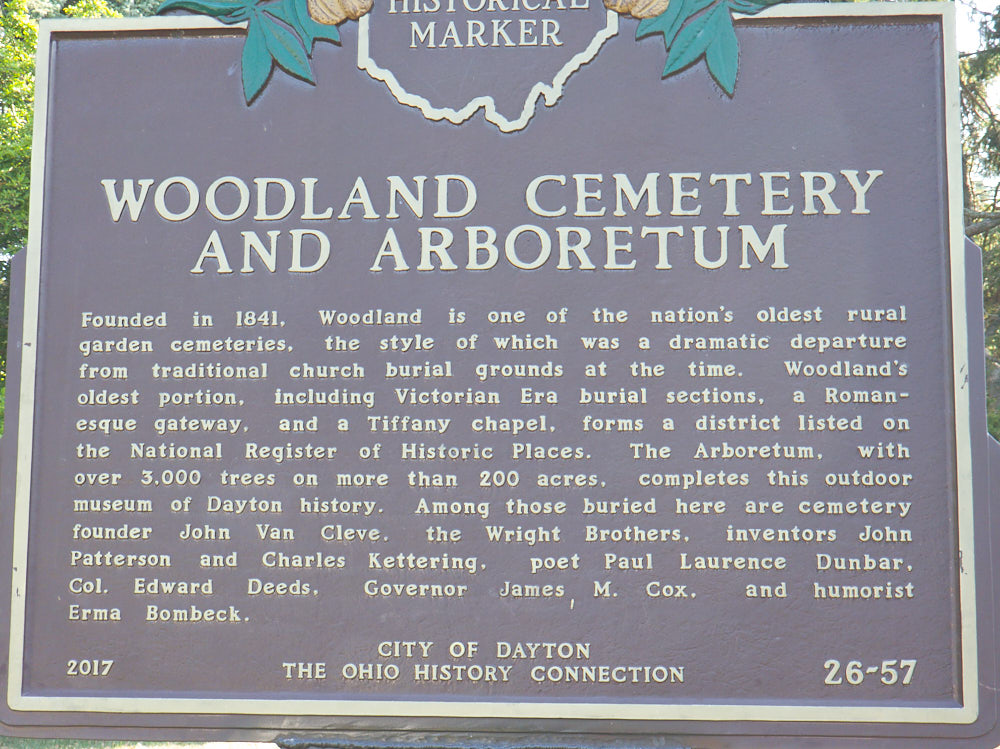 HISTORICAL
MARKER
WOODLAND CEMETERY
AND ARBORETUM
Founded in 1841, Woodland is one of the nation's oldest rural
garden cemeteries, the style of which was a dramatic departure
from traditional church burial grounds at the time. Woodland's
oldest portion, including Victorian Era burial sections, a Roman-
esque gateway, and a Tiffany chapel, forms a district listed on
the National Register of Historic Places. The Arboretum, with
over 3,000 trees on more than 200 acres, completes this outdoor
museum of Dayton history. Among those buried here are cemetery
founder John Van Cleve, the Wright Brothers, inventors John
Patterson and Charles Kettering, poet Paul Laurence Dunbar,
Col. Edward Deeds, Governor James M. Cox, and humorist
Erma Bombeck.
CITY OF DAYTON
2017 THE OHIO HISTORY CONNECTION 26-57